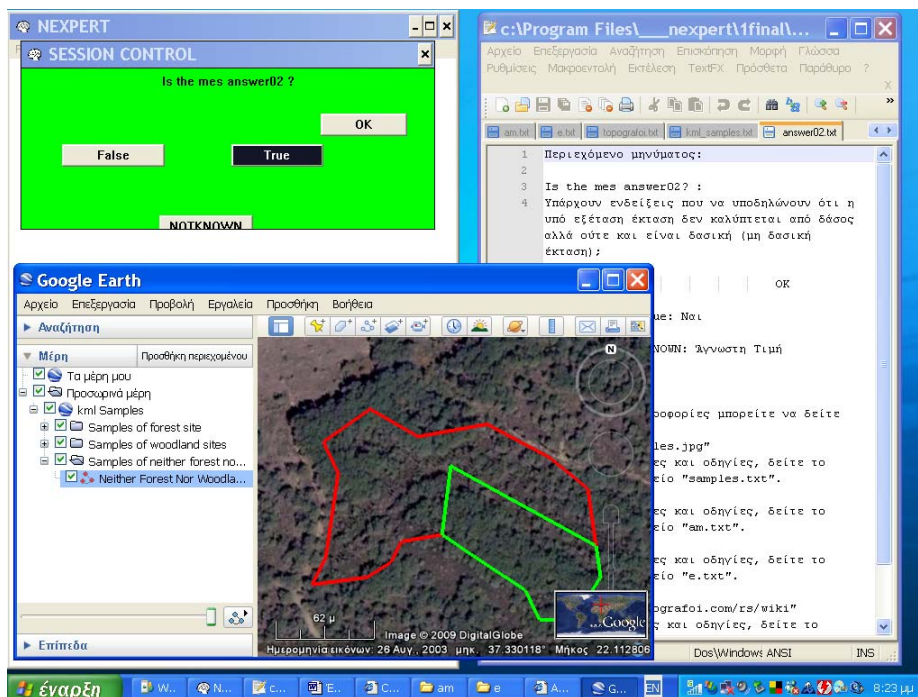 NEXPERT
SESSION CONTROL
Is the mes answer02 ?
OK
False
True
NOTKNOWN
c:\Program Files\___nexpert\1final\...
Αρχείο Επεξεργασία Αναζήτηση Επισκόπηση Μορφή Γλώσσα
Ρυθμίσεις Μακροεντολή Εκτέλεση TextFX Πρόσθετα Παράθυρο ?
X
am.txt e.txt topografoi.txt kml_samples.txt answer02.txt
1 Περιεχόμενο μηνύματος:
2
3 Is the mes answer02? :
4 Υπάρχουν ενδείξεις που να υποδηλώνουν ότι η
υπό εξέταση έκταση δεν καλύπτεται από δάσος
αλλά ούτε και είναι δασική (μη δασική
έκταση);
OK
ue: Ναι
NOWN: Άγνωστη Τιμή
οφορίες μπορείτε να δείτε
les.jpg"
ες και οδηγίες, δείτε το
είο "samples.txt".
ες και οδηγίες, δείτε το
είο "am.txt".
ες και οδηγίες, δείτε το
είο "e.txt".
ografoi.com/rs/wiki"
ς και οδηγίες, δείτε το
Dos\Windows ANSI INS
Google Earth
Αρχείο Επεξεργασία Προβολή Εργαλεία Προσθήκη Βοήθεια
Αναζήτηση
Μέρη
Προσθήκη περιεχομένου
Τα μέρη μου
Προσωρινά μέρη
kml Samples
Samples of forest site
Samples of woodland sites
Samples of neither forest no...
Neither Forest Nor Woodla...
Επίπεδα
N
62 μ
Image © 2009 DigitalGlobe
...Google
Ημερομηνία εικόνων: 26 Αυγ., 2003 μηκ. 37.330118° Μήκος 22.112806
έναρξη
W...
N...
c...
E...
C...
am
e
A...
G...
EN
8:23 μμ